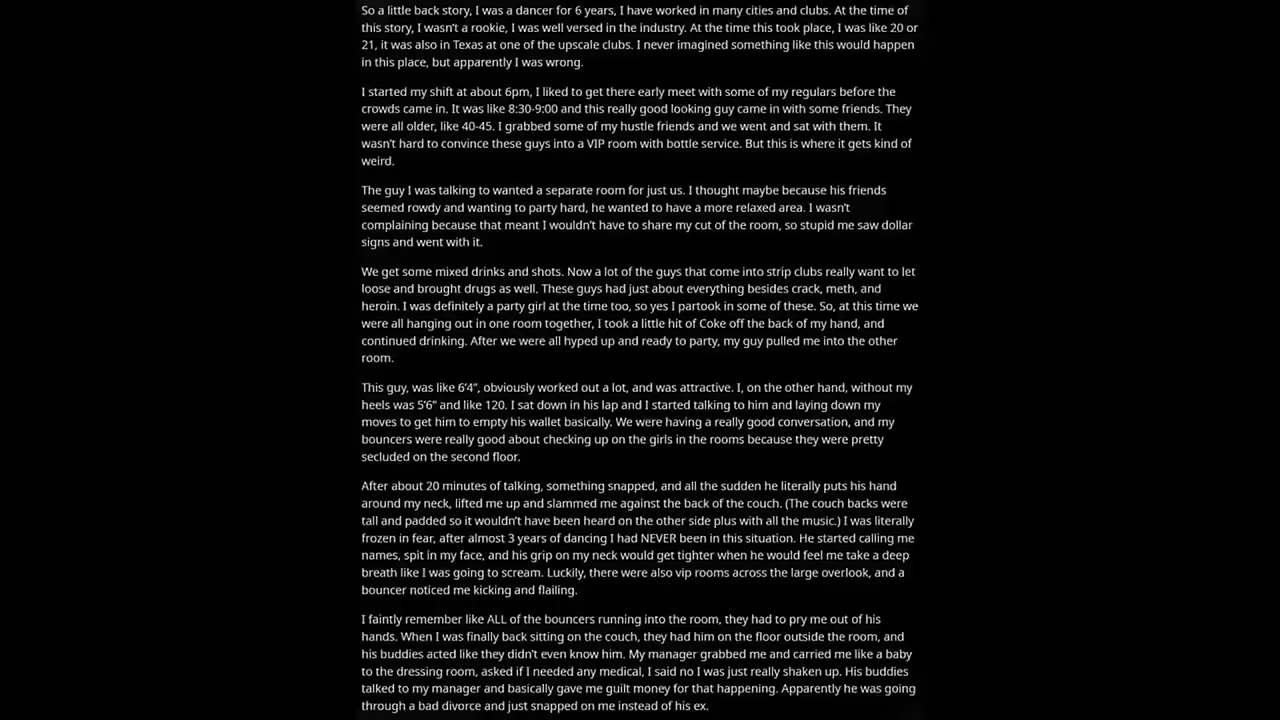 So a little back story, I was a dancer for 6 years, I have worked in many cities and clubs. At the time of
this story, I wasn't a rookie, I was well versed in the industry. At the time this took place, I was like 20 or
21, it was also in Texas at one of the upscale clubs. I never imagined something like this would happen
in this place, but apparently I was wrong.
I started my shift at about 6pm, I liked to get there early meet with some of my regulars before the
crowds came in. It was like 8:30-9:00 and this really good looking guy came in with some friends. They
were all older, like 40-45. I grabbed some of my hustle friends and we went and sat with them. It
wasn't hard to convince these guys into a VIP room with bottle service. But this is where it gets kind of
weird.
The guy I was talking to wanted a separate room for just us. I thought maybe because his friends
seemed rowdy and wanting to party hard, he wanted to have a more relaxed area. I wasn't
complaining because that meant I wouldn't have to share my cut of the room, so stupid me saw dollar
signs and went with it.
We get some mixed drinks and shots. Now a lot of the guys that come into strip clubs really want to let
loose and brought drugs as well. These guys had just about everything besides crack, meth, and
heroin. I was definitely a party girl at the time too, so yes I partook in some of these. So, at this time we
were all hanging out in one room together, I took a little hit of Coke off the back of my hand, and
continued drinking. After we were all hyped up and ready to party, my guy pulled me into the other
room.
This guy, was like 6'4", obviously worked out a lot, and was attractive. I, on the other hand, without my
heels was 5'6" and like 120. I sat down in his lap and I started talking to him and laying down my
moves to get him to empty his wallet basically. We were having a really good conversation, and my
bouncers were really good about checking up on the girls in the rooms because they were pretty
secluded on the second floor.
After about 20 minutes of talking, something snapped, and all the sudden he literally puts his hand
around my neck, lifted me up and slammed me against the back of the couch. (The couch backs were
tall and padded so it wouldn't have been heard on the other side plus with all the music.) I was literally
frozen in fear, after almost 3 years of dancing I had NEVER been in this situation. He started calling me
names, spit in my face, and his grip on my neck would get tighter when he would feel me take a deep
breath like I was going to scream. Luckily, there were also vip rooms across the large overlook, and a
bouncer noticed me kicking and flailing.
I faintly remember like ALL of the bouncers running into the room, they had to pry me out of his
hands. When I was finally back sitting on the couch, they had him on the floor outside the room, and
his buddies acted like they didn't even know him. My manager grabbed me and carried me like a baby
to the dressing room, asked if I needed any medical, I said no I was just really shaken up. His buddies
talked to my manager and basically gave me guilt money for that happening. Apparently he was going
through a bad divorce and just snapped on me instead of his ex.